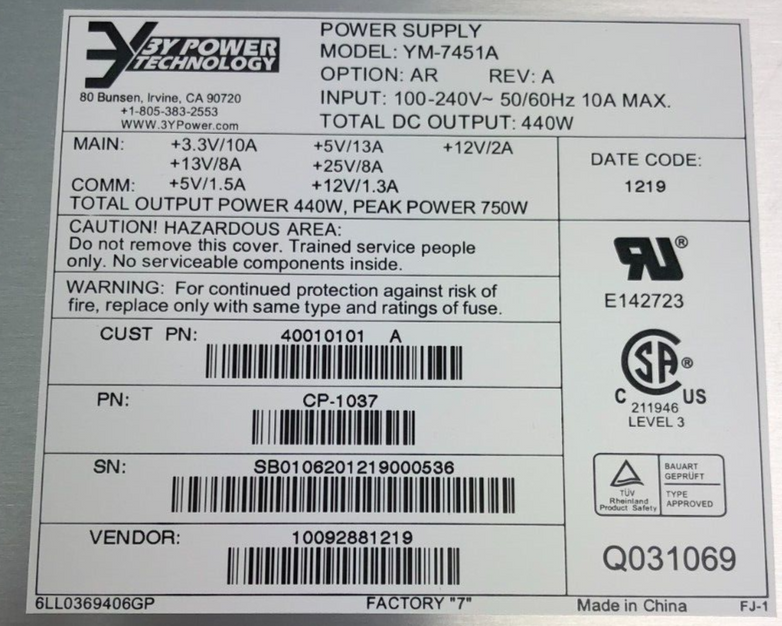 3Y POWER TECHNOLOGY
80 Bunsen, Irvine, CA 90720
+1-805-383-2553
WWW.3YPower.com
POWER SUPPLY
MODEL: YM-7451A
OPTION: AR REV: A
INPUT: 100-240V~ 50/60Hz 10A MAX.
TOTAL DC OUTPUT: 440W
MAIN: +3.3V/10A +5V/13A +12V/2A
+13V/8A +25V/8A
COMM: +5V/1.5A +12V/1.3A
TOTAL OUTPUT POWER 440W, PEAK POWER 750W
DATE CODE:
1219
CAUTION! HAZARDOUS AREA:
Do not remove this cover. Trained service people
only. No serviceable components inside.
WARNING: For continued protection against risk of
fire, replace only with same type and ratings of fuse.
CUST PN: 40010101 A
PN: CP-1037
SN: SB0106201219000536
VENDOR: 10092881219
RU®
E142723
SA®
C US
211946
LEVEL 3
TÜV
Rheinland
Product Safety
BAUART
GEPRÜFT
TYPE
APPROVED
Q031069
6LL0369406GP FACTORY "7" Made in China FJ-1